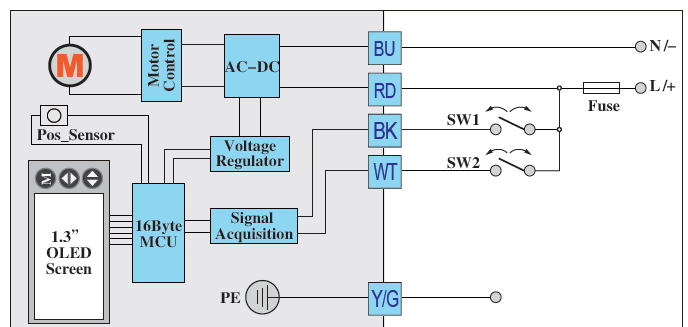 M
Motor
Control
AC-DC
BU
N/-
RD
L/+
Fuse
Pos_Sensor
Voltage
Regulator
BK
SW1
WT
SW2
M
1.3”
OLED
Screen
16Byte
MCU
Signal
Acquisition
PE
Y/G